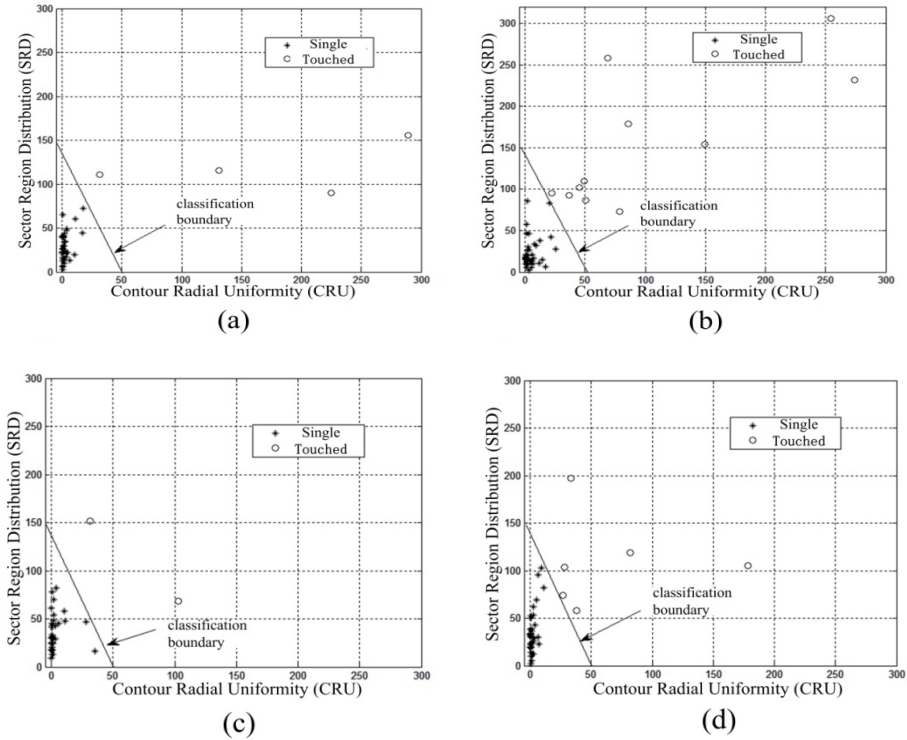 300
250
200
150
100
50
0
Sector Region Distribution (SRD)
Single
Touched
classification
boundary
0 50 100 150 200 250 300
Contour Radial Uniformity (CRU)
(a)
300
250
200
150
100
50
0
Sector Region Distribution (SRD)
Single
Touched
classification
boundary
0 50 100 150 200 250 300
Contour Radial Uniformity (CRU)
(b)
300
250
200
150
100
50
0
Sector Region Distribution (SRD)
Single
Touched
classification
boundary
0 50 100 150 200 250 300
Contour Radial Uniformity (CRU)
(c)
300
250
200
150
100
50
0
Sector Region Distribution (SRD)
Single
Touched
classification
boundary
0 50 100 150 200 250 300
Contour Radial Uniformity (CRU)
(d)